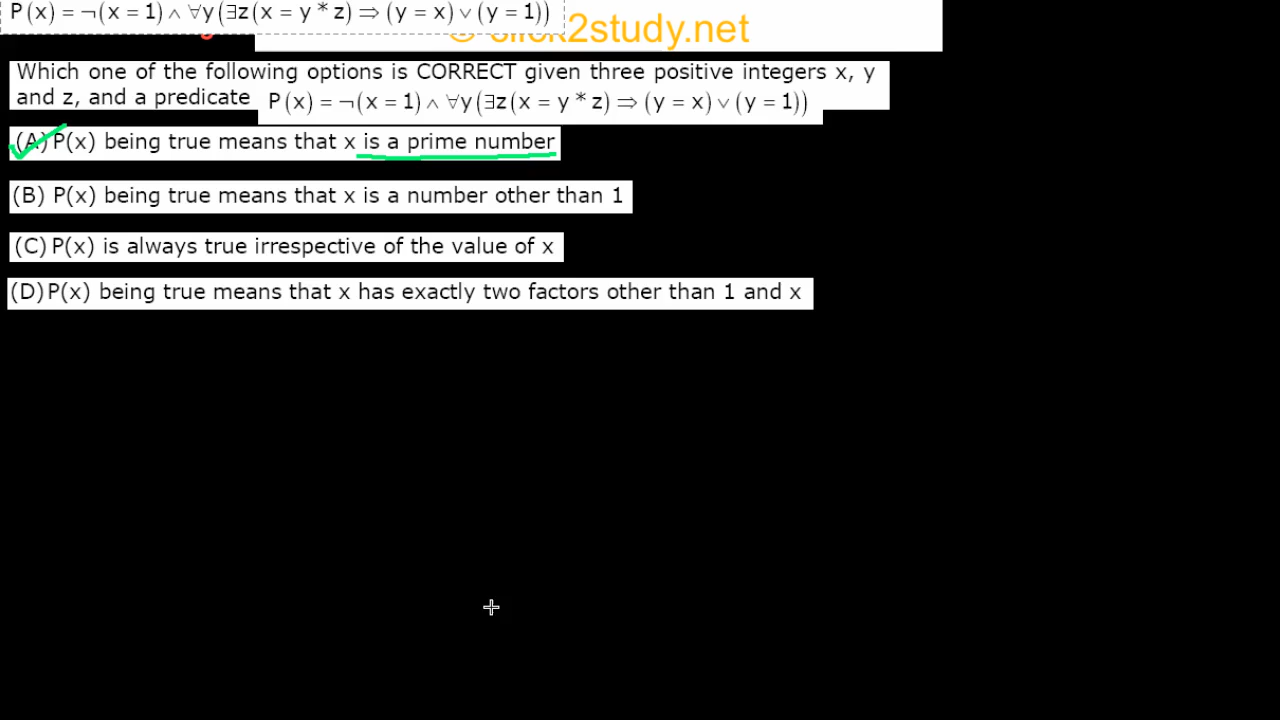 P(x) = ¬(x = 1) ∧ ∀y(∃z(x = y * z) ⇒ (y = x) ∨ (y = 1))
click2study.net
Which one of the following options is CORRECT given three positive integers x, y
and z, and a predicate P(x) = ¬(x = 1) ∧ ∀y(∃z(x = y * z) ⇒ (y = x) ∨ (y = 1))
(A) P(x) being true means that x is a prime number
(B) P(x) being true means that x is a number other than 1
(C) P(x) is always true irrespective of the value of x
(D) P(x) being true means that x has exactly two factors other than 1 and x